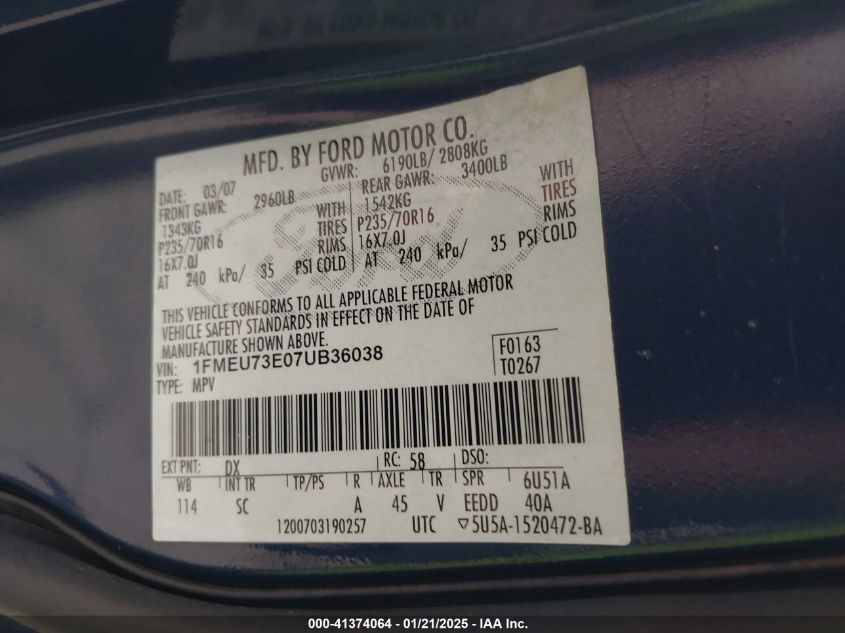 MFD. BY FORD MOTOR CO.
DATE: 03/07 GVWR: 6190LB/ 2808KG
FRONT GAWR: 2960LB REAR GAWR: 3400LB
1343KG WITH 1542KG WITH
P235/70R16 TIRES P235/70R16 TIRES
16X7.0J RIMS 16X7.0J RIMS
AT 240 kPa/ 35 PSI COLD AT 240 kPa/ 35 PSI COLD
Ford
THIS VEHICLE CONFORMS TO ALL APPLICABLE FEDERAL MOTOR
VEHICLE SAFETY STANDARDS IN EFFECT ON THE DATE OF
MANUFACTURE SHOWN ABOVE.
VIN: 1FMEU73E07UB36038 F0163
TYPE: MPV T0267
EXT PNT: DX RC: 58 DSO:
WB INT TR TP/PS R AXLE TR SPR 6U51A
114 SC A 45 V EEDD 40A
1200703190257 UTC ▽5U5A-1520472-BA
000-41374064 - 01/21/2025 - IAA Inc.